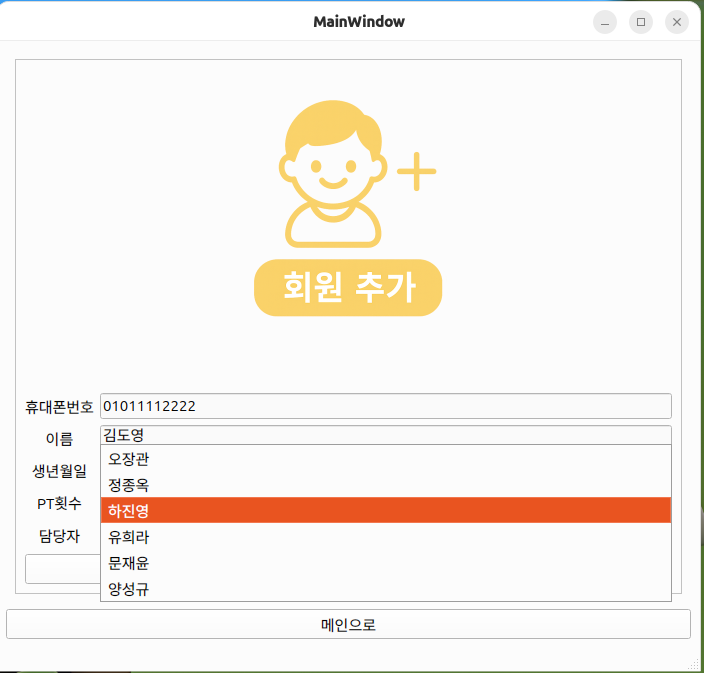 MainWindow
회원 추가
휴대폰번호 01011112222
이름 김도영
생년월일
PT횟수
담당자
오장관
정종옥
하진영
유희라
문재윤
양성규
메인으로